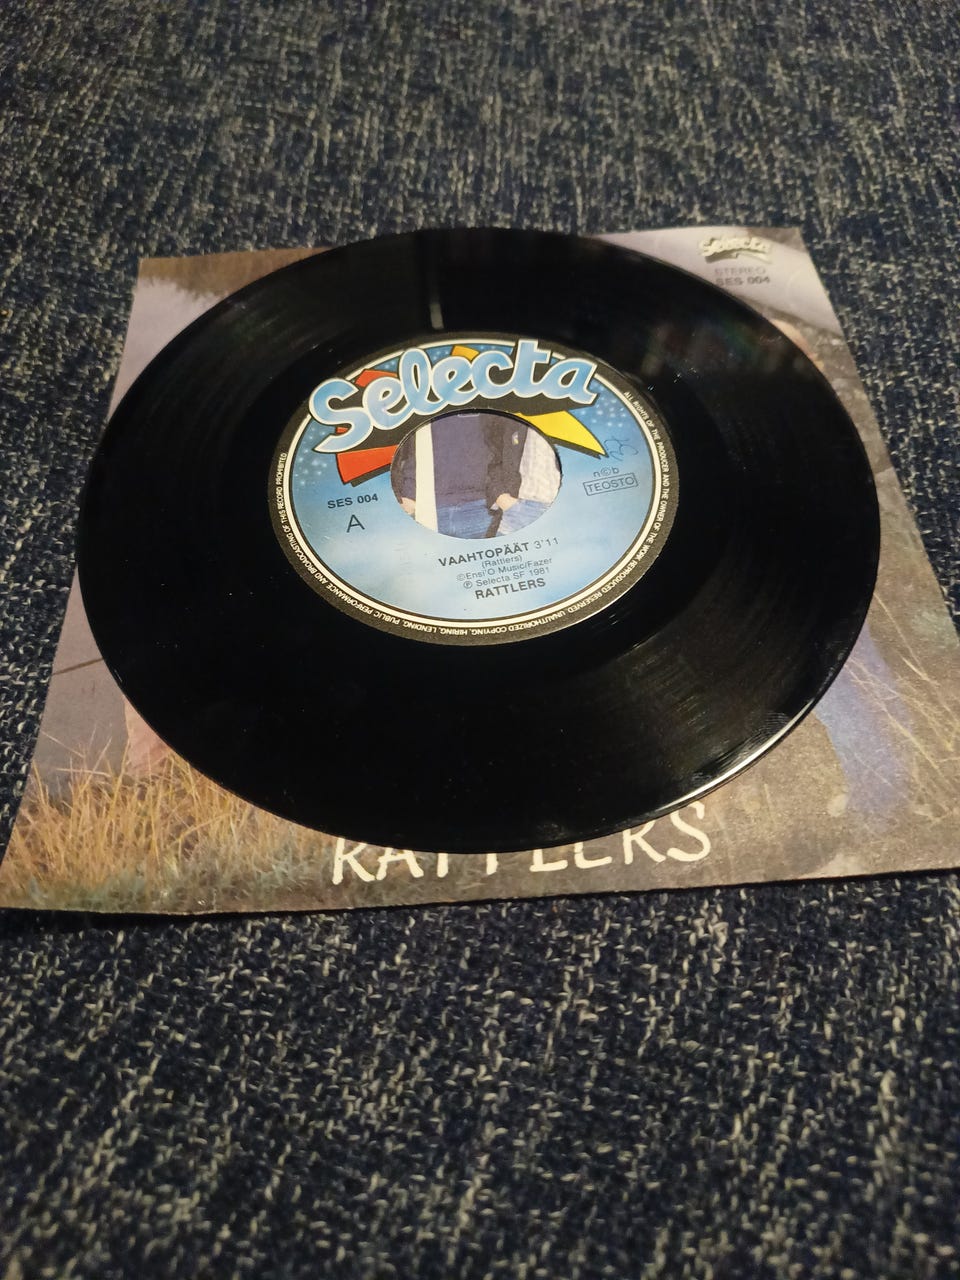 Selecta
STEREO
SES 004
Selecta
SES 004
A
n©b
TEOSTO
VAAHTOPÄÄT 3'11
(Rattlers)
©Ensi'O Music/Fazer
℗ Selecta SF 1981
RATTLERS
ALL RIGHTS OF THE PRODUCER AND THE OWNER OF THE WORK REPRODUCED RESERVED. UNAUTHORIZED COPYING, HIRING, LENDING, PUBLIC PERFORMANCE AND BROADCASTING OF THIS RECORD PROHIBITED
RATTLERS